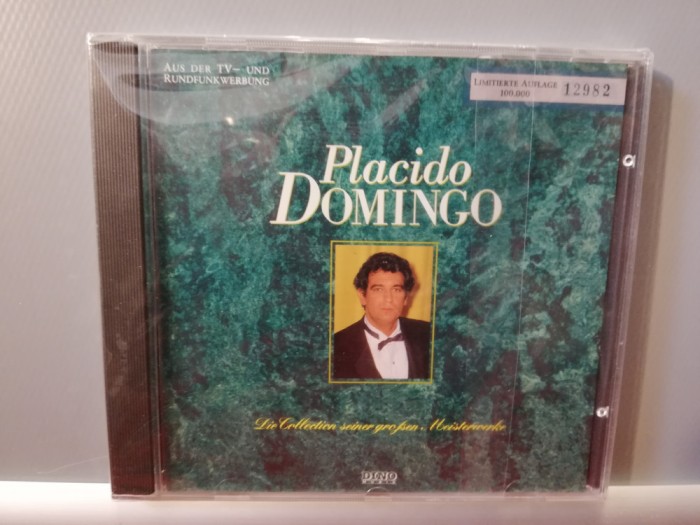 AUS DER TV- UND
RUNDFUNKWERBUNG
LIMITIERTE AUFLAGE
100.000
12982
Placido
DOMINGO
Die Collection seiner großen Meisterwerke
DINO